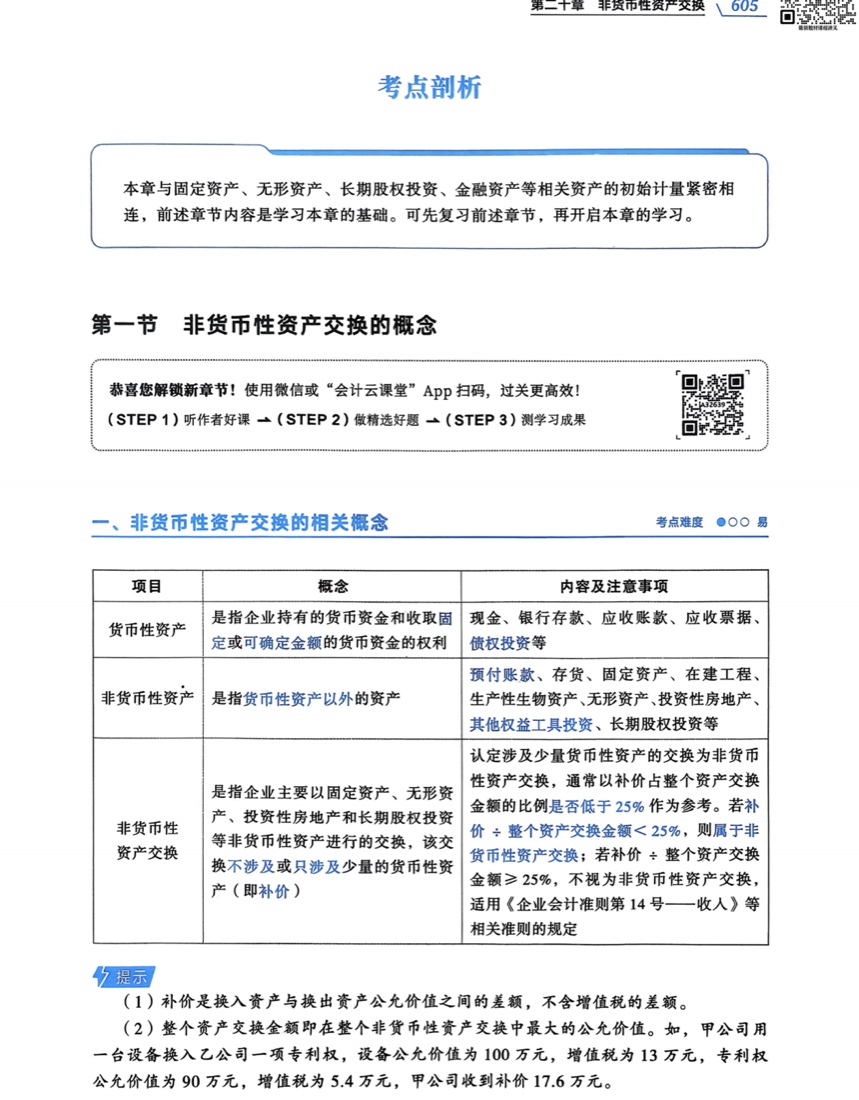 第二十章 非货币性资产交换 605
考点剖析
本章与固定资产、无形资产、长期股权投资、金融资产等相关资产的初始计量紧密相
连，前述章节内容是学习本章的基础。可先复习前述章节，再开启本章的学习。
第一节 非货币性资产交换的概念
恭喜您解锁新章节！使用微信或“会计云课堂”App 扫码，过关更高效！
（STEP 1）听作者好课 ⇀（STEP 2）做精选好题 ⇀（STEP 3）测学习成果
A32639
一、非货币性资产交换的相关概念
考点难度 ●○○ 易
项目 概念 内容及注意事项
货币性资产
是指企业持有的货币资金和收取固
定或可确定金额的货币资金的权利
现金、银行存款、应收账款、应收票据、
债权投资等
非货币性资产
是指货币性资产以外的资产
预付账款、存货、固定资产、在建工程、
生产性生物资产、无形资产、投资性房地产、
其他权益工具投资、长期股权投资等
非货币性
资产交换
是指企业主要以固定资产、无形资
产、投资性房地产和长期股权投资
等非货币性资产进行的交换，该交
换不涉及或只涉及少量的货币性资
产（即补价）
认定涉及少量货币性资产的交换为非货币
性资产交换，通常以补价占整个资产交换
金额的比例是否低于 25% 作为参考。若补
价 ÷ 整个资产交换金额＜ 25%，则属于非
货币性资产交换；若补价 ÷ 整个资产交换
金额≥ 25%，不视为非货币性资产交换，
适用《企业会计准则第 14 号——收入》等
相关准则的规定
提示
（1）补价是换入资产与换出资产公允价值之间的差额，不含增值税的差额。
（2）整个资产交换金额即在整个非货币性资产交换中最大的公允价值。如，甲公司用
一台设备换入乙公司一项专利权，设备公允价值为 100 万元，增值税为 13 万元，专利权
公允价值为 90 万元，增值税为 5.4 万元，甲公司收到补价 17.6 万元。